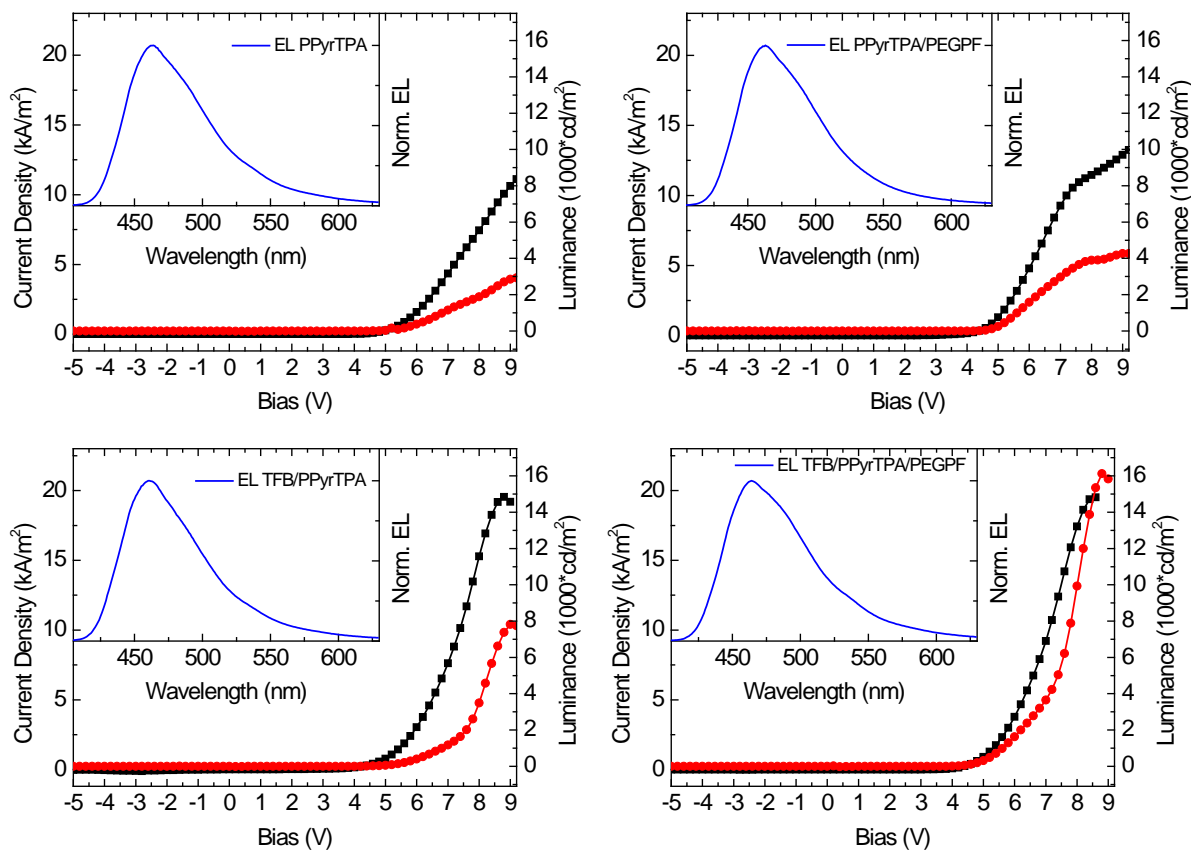 EL PPyrTPA
Current Density (kA/m²)
20
15
10
5
0
450 500 550 600
Wavelength (nm)
Norm. EL
16
14
12
10
8
6
4
2
0
Luminance (1000*cd/m²)
-5 -4 -3 -2 -1 0 1 2 3 4 5 6 7 8 9
Bias (V)
EL PPyrTPA/PEGPF
Current Density (kA/m²)
20
15
10
5
0
450 500 550 600
Wavelength (nm)
Norm. EL
16
14
12
10
8
6
4
2
0
Luminance (1000*cd/m²)
-5 -4 -3 -2 -1 0 1 2 3 4 5 6 7 8 9
Bias (V)
EL TFB/PPyrTPA
Current Density (kA/m²)
20
15
10
5
0
450 500 550 600
Wavelength (nm)
Norm. EL
16
14
12
10
8
6
4
2
0
Luminance (1000*cd/m²)
-5 -4 -3 -2 -1 0 1 2 3 4 5 6 7 8 9
Bias (V)
EL TFB/PPyrTPA/PEGPF
Current Density (kA/m²)
20
15
10
5
0
450 500 550 600
Wavelength (nm)
Norm. EL
16
14
12
10
8
6
4
2
0
Luminance (1000*cd/m²)
-5 -4 -3 -2 -1 0 1 2 3 4 5 6 7 8 9
Bias (V)